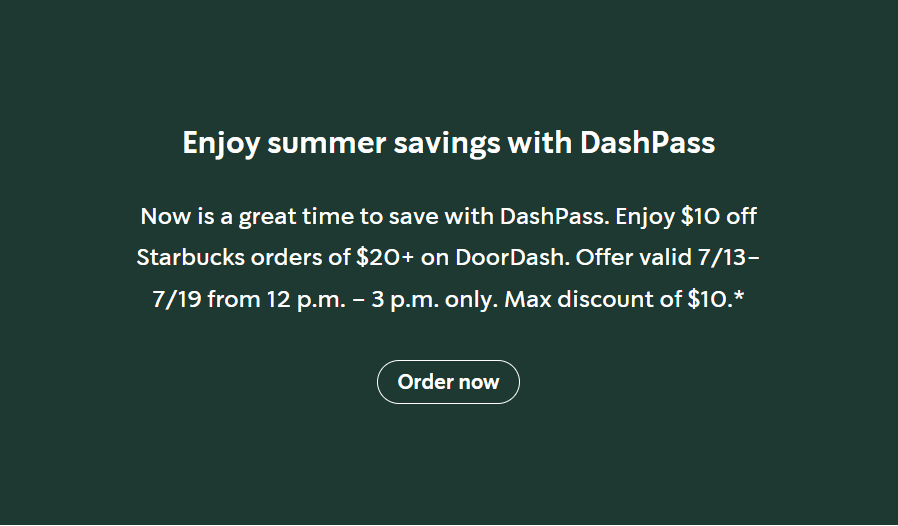 Enjoy summer savings with DashPass
Now is a great time to save with DashPass. Enjoy $10 off
Starbucks orders of $20+ on DoorDash. Offer valid 7/13–
7/19 from 12 p.m. – 3 p.m. only. Max discount of $10.*
Order now